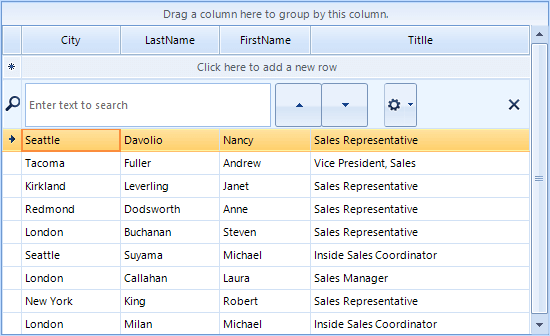 Drag a column here to group by this column.
City LastName FirstName Titlle
Click here to add a new row
Enter text to search
Seattle Davolio Nancy Sales Representative
Tacoma Fuller Andrew Vice President, Sales
Kirkland Leverling Janet Sales Representative
Redmond Dodsworth Anne Sales Representative
London Buchanan Steven Sales Representative
Seattle Suyama Michael Inside Sales Coordinator
London Callahan Laura Sales Manager
New York King Robert Sales Representative
London Milan Michael Inside Sales Coordinator